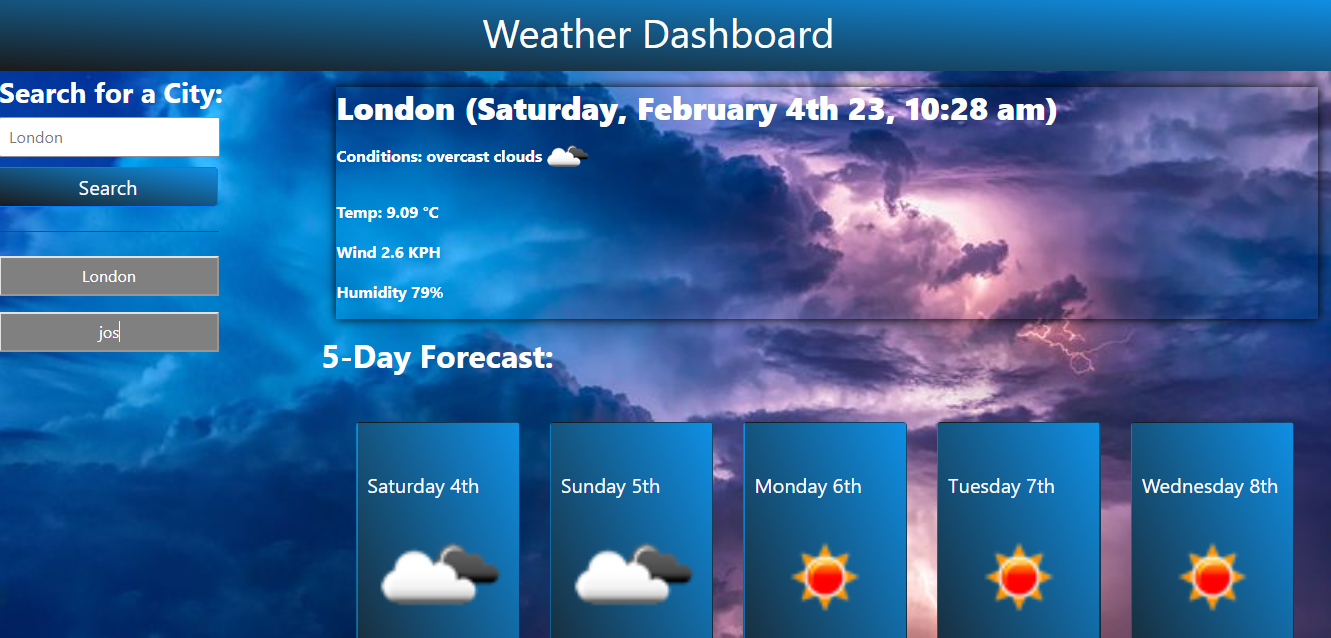 Weather Dashboard
Search for a City:
London
Search
London
jos
London (Saturday, February 4th 23, 10:28 am)
Conditions: overcast clouds
Temp: 9.09 °C
Wind 2.6 KPH
Humidity 79%
5-Day Forecast:
Saturday 4th
Sunday 5th
Monday 6th
Tuesday 7th
Wednesday 8th